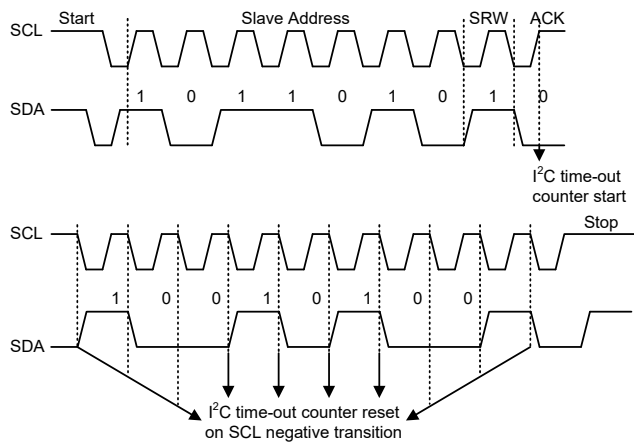 Start Slave Address SRW ACK
SCL
1 0 1 1 0 1 0 1 0
SDA
I²C time-out
counter start
SCL Stop
1 0 0 1 0 1 0 0
SDA
I²C time-out counter reset
on SCL negative transition